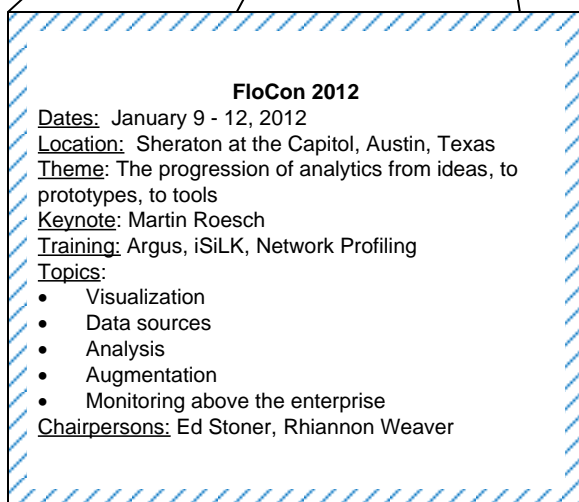 FloCon 2012
Dates: January 9 - 12, 2012
Location: Sheraton at the Capitol, Austin, Texas
Theme: The progression of analytics from ideas, to
prototypes, to tools
Keynote: Martin Roesch
Training: Argus, iSiLK, Network Profiling
Topics:
• Visualization
• Data sources
• Analysis
• Augmentation
• Monitoring above the enterprise
Chairpersons: Ed Stoner, Rhiannon Weaver